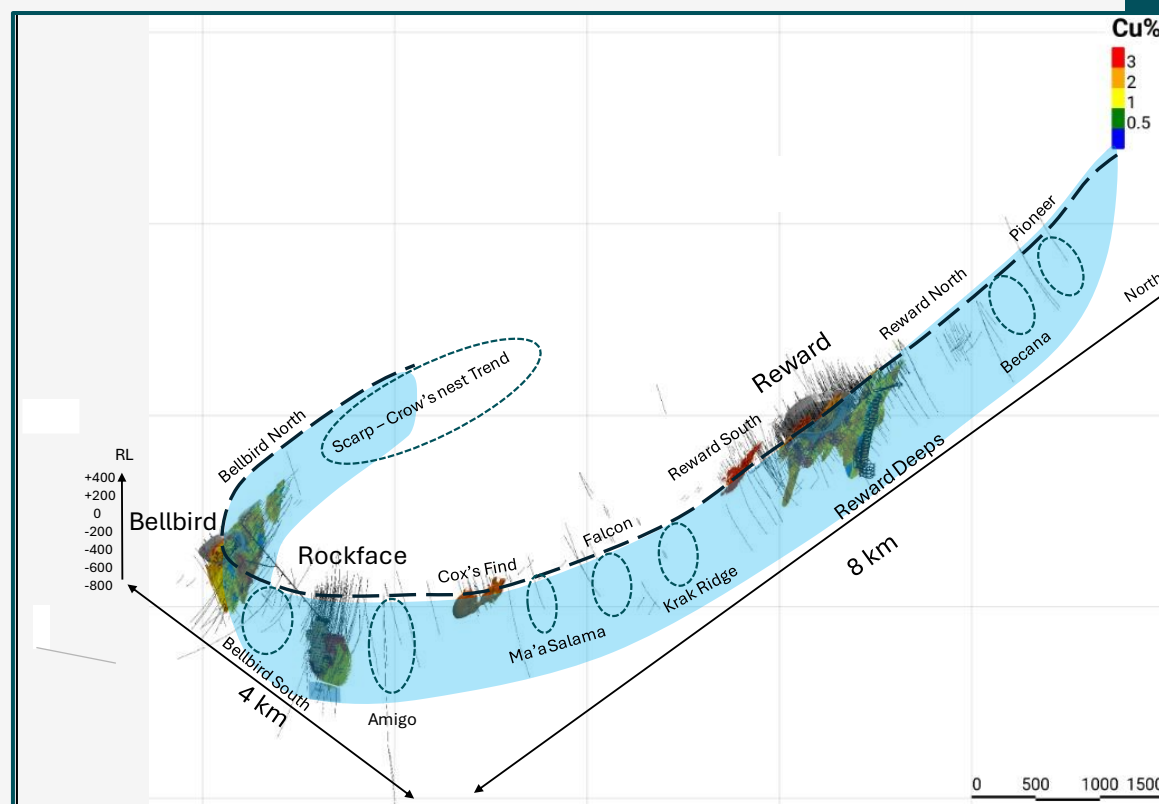 Cu%
3
2
1
0.5
Pioneer
North
Reward North
Becana
Reward
Scarp – Crow's nest Trend
Reward South
Bellbird North
Reward Deeps
RL
+400
+200
0
-200
-400
-600
-800
Bellbird
Rockface
Falcon
Cox's Find
8 km
Krak Ridge
Ma'a Salama
Bellbird South
4 km
Amigo
0 500 1000 1500